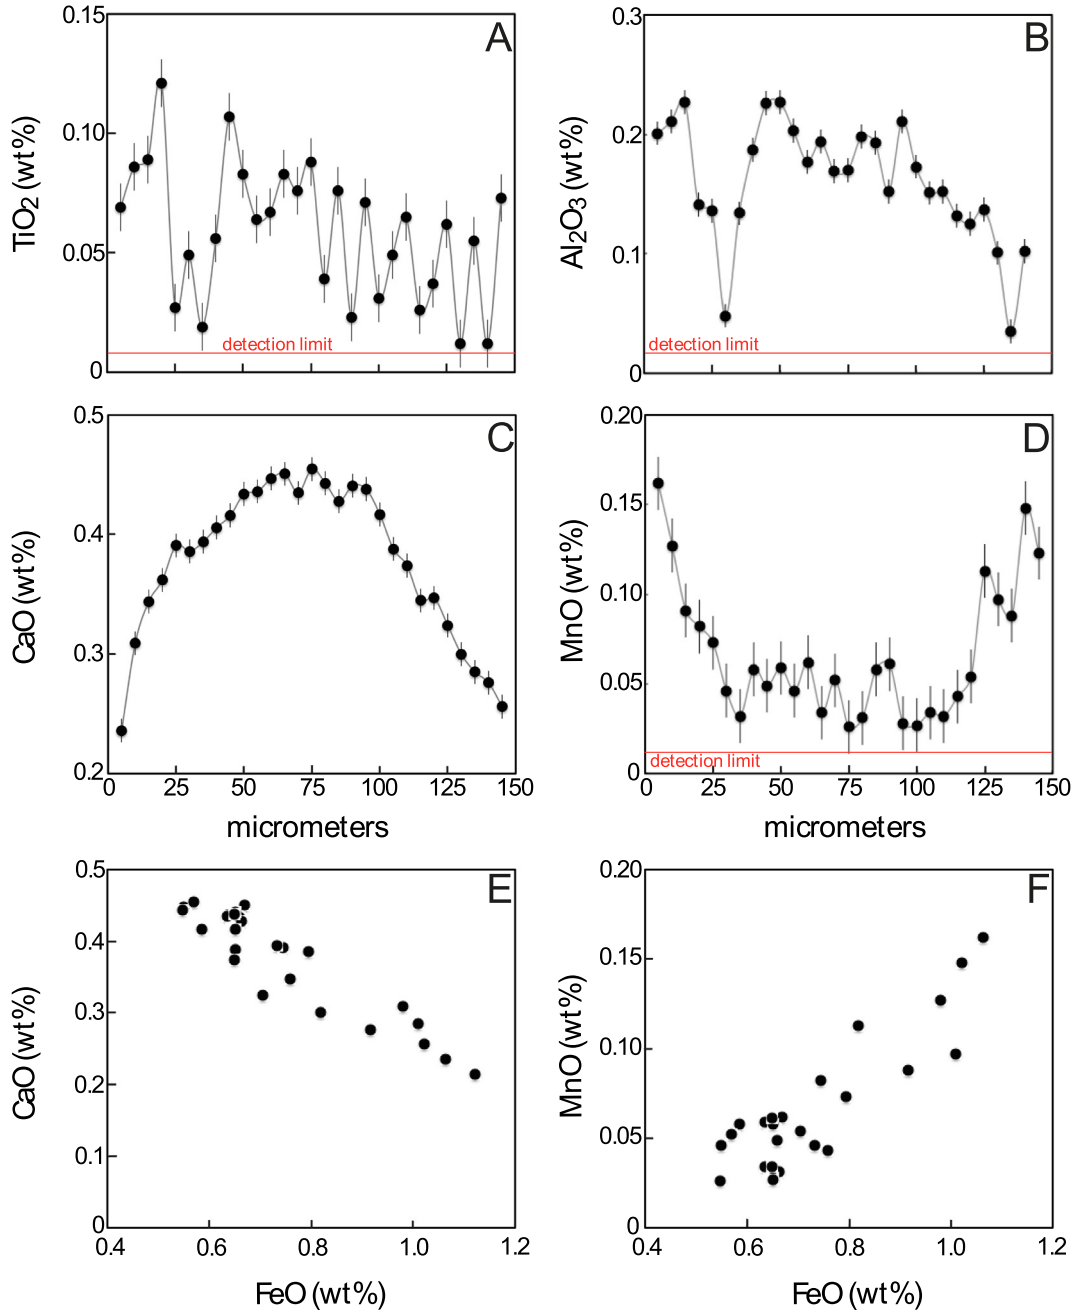 A
TiO2 (wt%)
0.15
0.10
0.05
0
detection limit
B
Al2O3 (wt%)
0.3
0.2
0.1
0
detection limit
C
CaO (wt%)
0.5
0.4
0.3
0.2
0 25 50 75 100 125 150
micrometers
D
MnO (wt%)
0.20
0.15
0.10
0.05
0
detection limit
0 25 50 75 100 125 150
micrometers
E
CaO (wt%)
0.5
0.4
0.3
0.2
0.1
0
0.4 0.6 0.8 1.0 1.2
FeO (wt%)
F
MnO (wt%)
0.20
0.15
0.10
0.05
0
0.4 0.6 0.8 1.0 1.2
FeO (wt%)